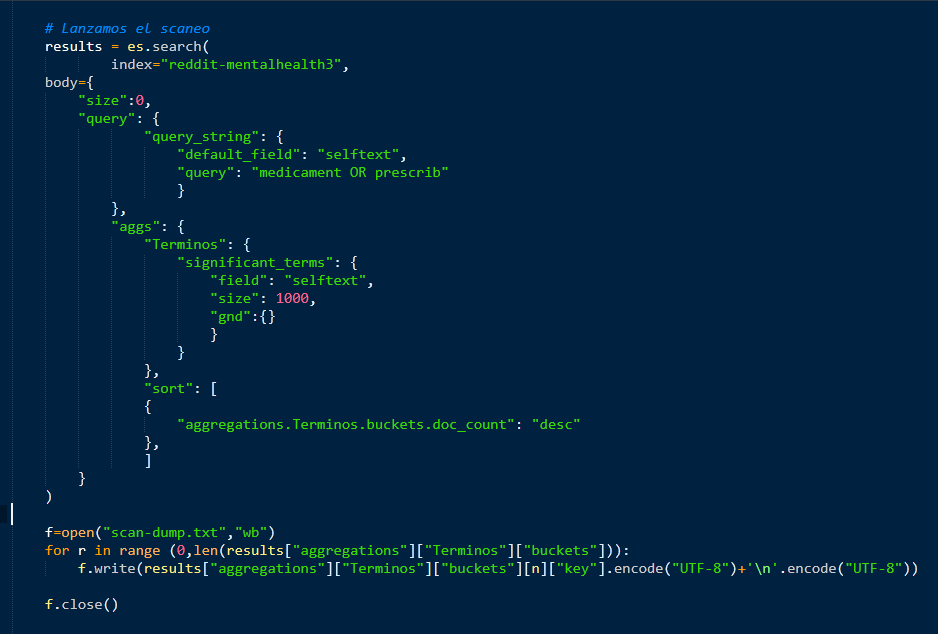 # Lanzamos el scaneo
results = es.search(
index="reddit-mentalhealth3",
body={
"size":0,
"query": {
"query_string": {
"default_field": "selftext",
"query": "medicament OR prescrib"
}
},
"aggs": {
"Terminos": {
"significant_terms": {
"field": "selftext",
"size": 1000,
"gnd":{}
}
}
},
"sort": [
{
"aggregations.Terminos.buckets.doc_count": "desc"
},
]
}
)
f=open("scan-dump.txt","wb")
for r in range (0,len(results["aggregations"]["Terminos"]["buckets"])):
f.write(results["aggregations"]["Terminos"]["buckets"][n]["key"].encode("UTF-8")+'\n'.encode("UTF-8"))
f.close()